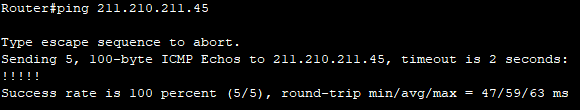 Router#ping 211.210.211.45
Type escape sequence to abort.
Sending 5, 100-byte ICMP Echos to 211.210.211.45, timeout is 2 seconds:
!!!!!
Success rate is 100 percent (5/5), round-trip min/avg/max = 47/59/63 ms